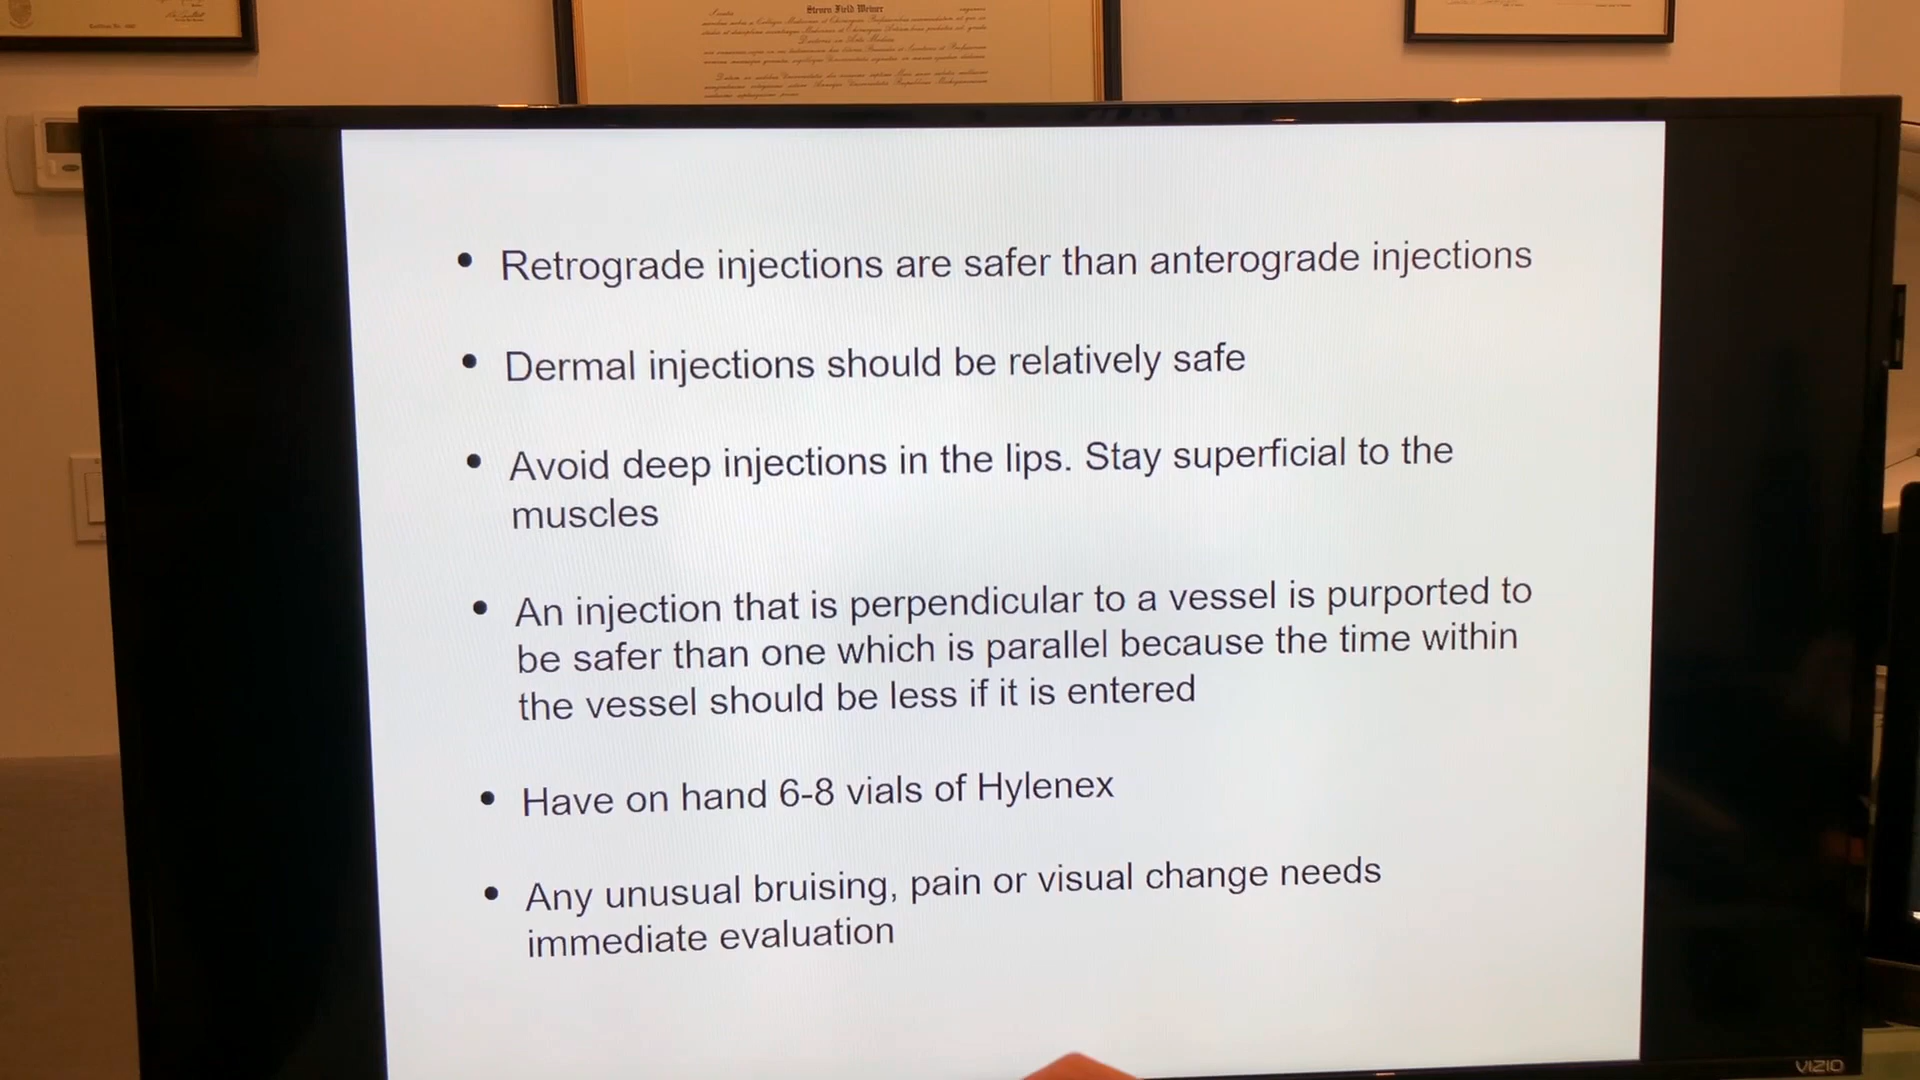 Steven Field Weiner
• Retrograde injections are safer than anterograde injections
• Dermal injections should be relatively safe
• Avoid deep injections in the lips. Stay superficial to the
muscles
• An injection that is perpendicular to a vessel is purported to
be safer than one which is parallel because the time within
the vessel should be less if it is entered
• Have on hand 6-8 vials of Hylenex
• Any unusual bruising, pain or visual change needs
immediate evaluation
VIZIO